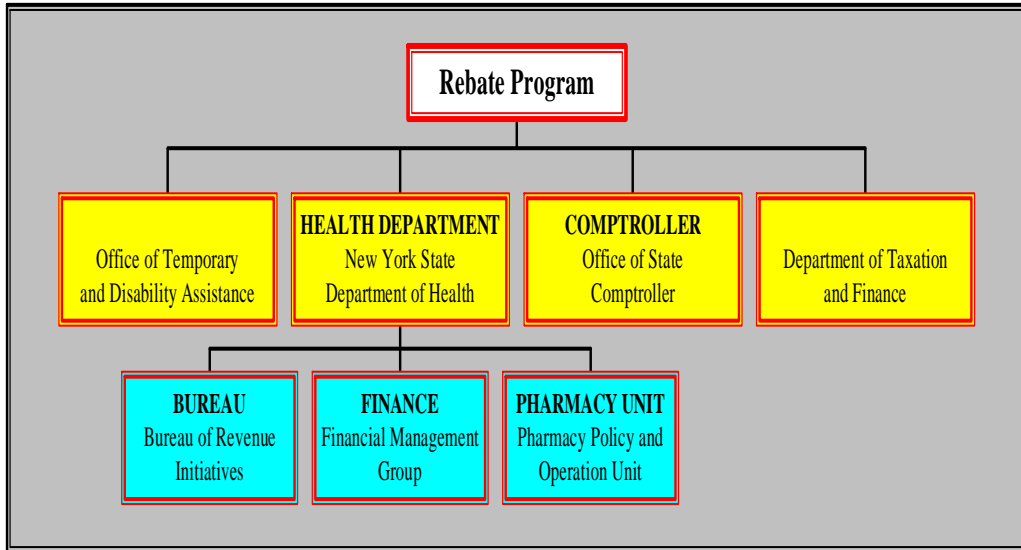 Rebate Program
Office of Temporary
and Disability Assistance
HEALTH DEPARTMENT
New York State
Department of Health
COMPTROLLER
Office of State
Comptroller
Department of Taxation
and Finance
BUREAU
Bureau of Revenue
Initiatives
FINANCE
Financial Management
Group
PHARMACY UNIT
Pharmacy Policy and
Operation Unit